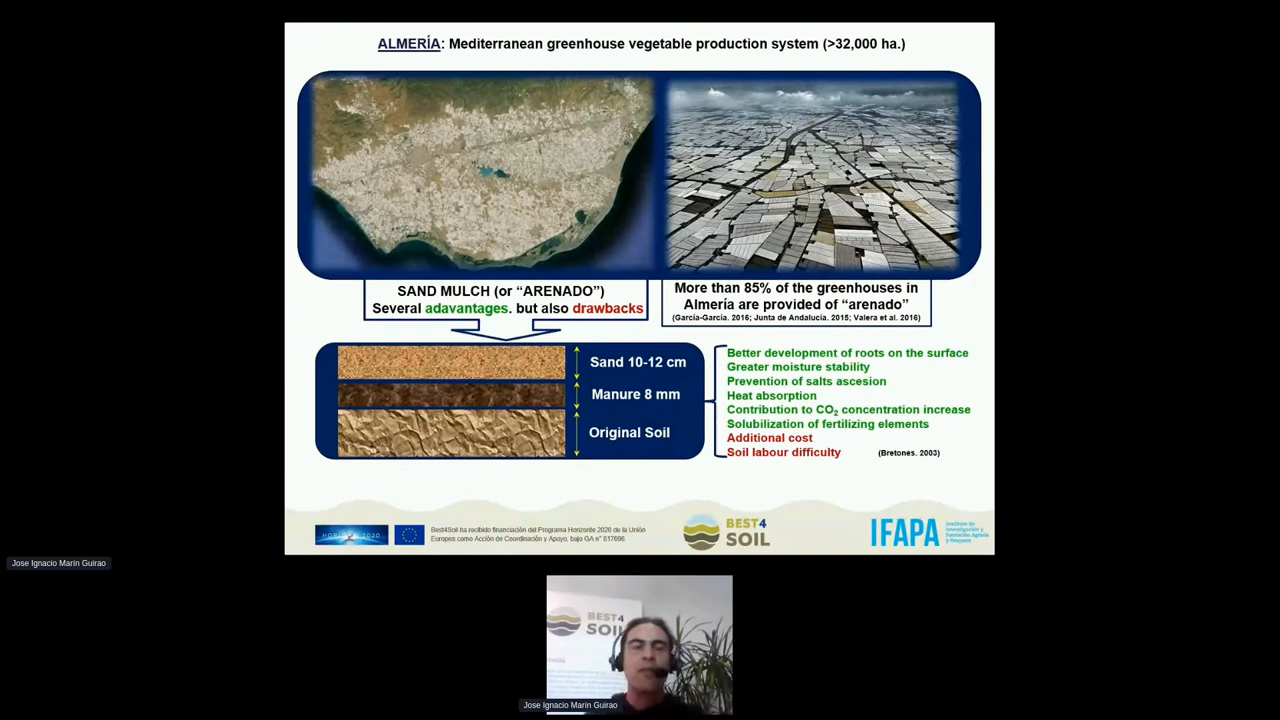 ALMERÍA: Mediterranean greenhouse vegetable production system (>32,000 ha.)
SAND MULCH (or “ARENADO”)
Several adavantages. but also drawbacks
More than 85% of the greenhouses in
Almería are provided of “arenado”
(García-García. 2016; Junta de Andalucía. 2015; Valera et al. 2016)
Sand 10-12 cm
Manure 8 mm
Original Soil
Better development of roots on the surface
Greater moisture stability
Prevention of salts ascesion
Heat absorption
Contribution to CO2 concentration increase
Solubilization of fertilizing elements
Additional cost
Soil labour difficulty
(Bretones. 2003)
HORIZON 2020
Best4Soil ha recibido financiación del Programa Horizonte 2020 de la Unión
Europea como Acción de Coordinación y Apoyo, bajo GA n° 817696
BEST4
SOIL
IFAPA
Instituto de
Investigación y
Formación Agraria
y Pesquera
Jose Ignacio Marín Guirao
BEST4
SOIL
Jose Ignacio Marín Guirao